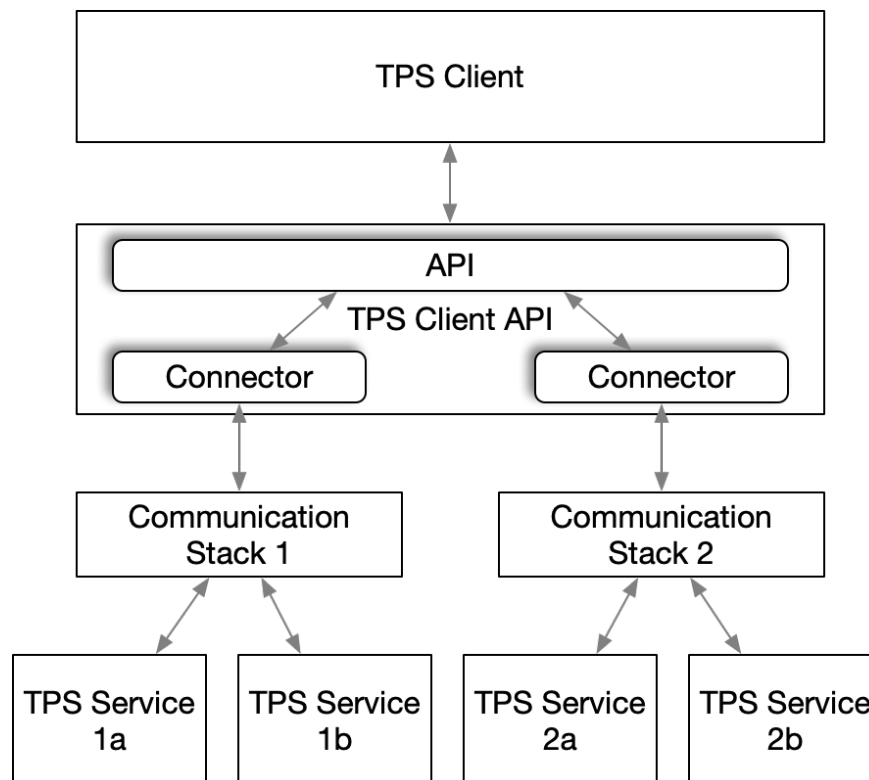 TPS Client
API
TPS Client API
Connector
Connector
Communication
Stack 1
Communication
Stack 2
TPS Service
1a
TPS Service
1b
TPS Service
2a
TPS Service
2b